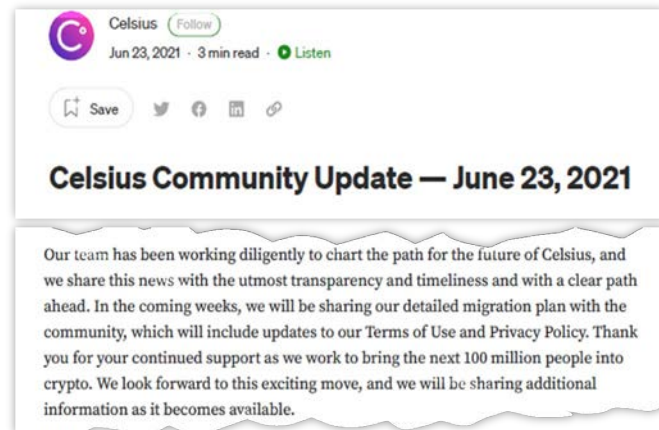 Celsius Follow
Jun 23, 2021 · 3 min read · Listen
Save
Celsius Community Update — June 23, 2021
Our team has been working diligently to chart the path for the future of Celsius, and
we share this news with the utmost transparency and timeliness and with a clear path
ahead. In the coming weeks, we will be sharing our detailed migration plan with the
community, which will include updates to our Terms of Use and Privacy Policy. Thank
you for your continued support as we work to bring the next 100 million people into
crypto. We look forward to this exciting move, and we will be sharing additional
information as it becomes available.